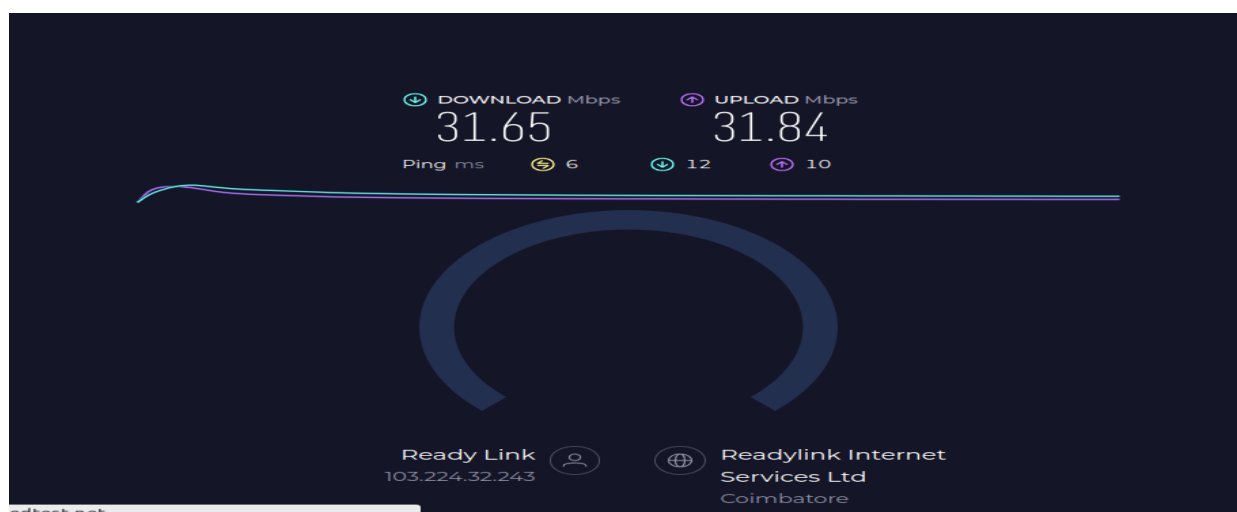 DOWNLOAD Mbps UPLOAD Mbps
31.65 31.84
Ping ms 6 12 10
Ready Link
103.224.32.243
Readylink Internet
Services Ltd
Coimbatore